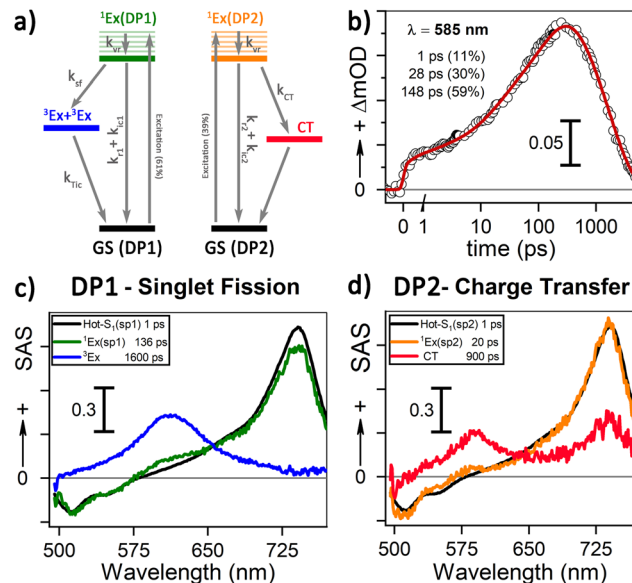 a)
¹Ex(DP1)
¹Ex(DP2)
k_vr
k_vr
k_sf
k_CT
³Ex+³Ex
CT
k_r1 + k_ic1
Excitation (61%)
Excitation (39%)
k_r2 + k_ic2
k_Tic
GS (DP1)
GS (DP2)
b)
λ = 585 nm
1 ps (11%)
28 ps (30%)
148 ps (59%)
0.05
+ ΔmOD
0
0 1 10 100 1000
time (ps)
c)
DP1 - Singlet Fission
Hot-S₁(sp1) 1 ps
¹Ex(sp1) 136 ps
³Ex 1600 ps
0.3
+ SAS
0
500 575 650 725
Wavelength (nm)
d)
DP2- Charge Transfer
Hot-S₁(sp2) 1 ps
¹Ex(sp2) 20 ps
CT 900 ps
0.3
+ SAS
0
500 575 650 725
Wavelength (nm)